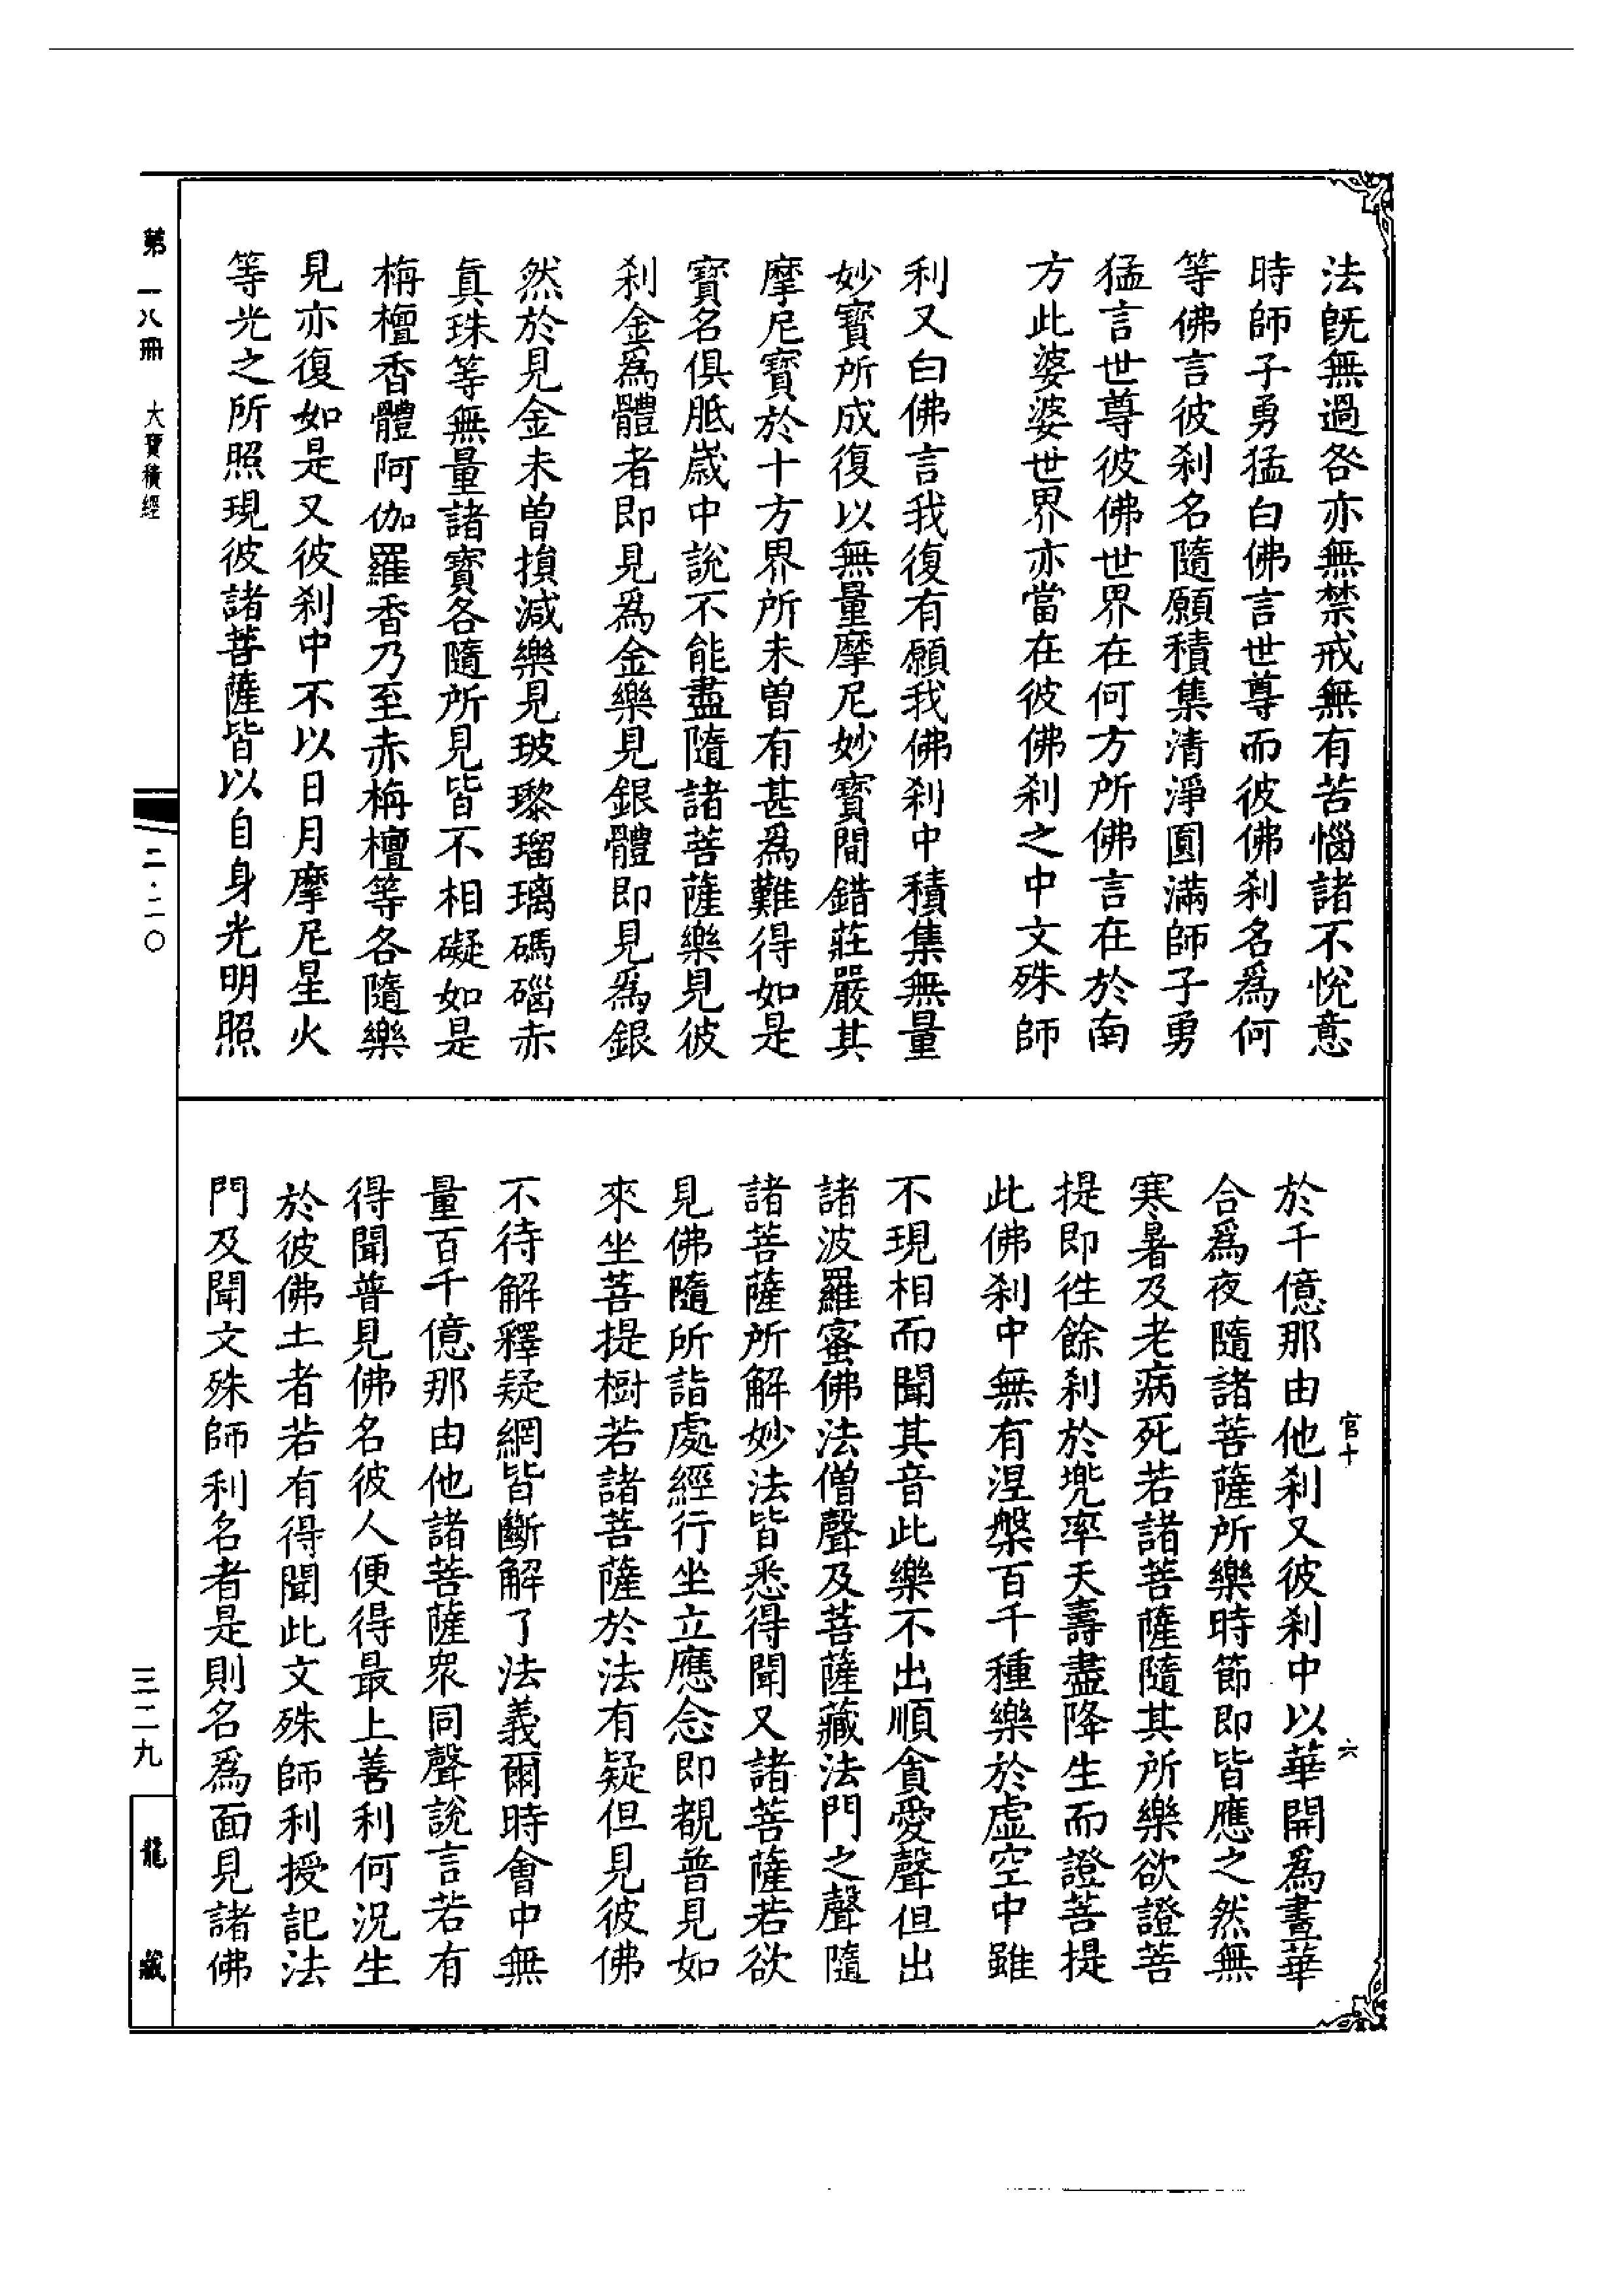 法旣無過咎亦無禁戒無有苦惱諸不悅意
時師子勇猛白佛言世尊而彼佛刹名爲何
等佛言彼刹名隨願積集清淨圓滿師子勇
猛言世尊彼佛世界在何方所佛言在於南
方此娑婆世界亦當在彼佛刹之中文殊師
利又白佛言我復有願我佛刹中積集無量
妙寶所成復以無量摩尼妙寶間錯莊嚴其
摩尼寶於十方界所未曾有甚爲難得如是
寶名俱胝歲中說不能盡隨諸菩薩樂見彼
刹金爲體者即見爲金樂見銀體即見爲銀
然於見金未曾損減樂見玻瓈瑠璃碼碯赤
真珠等無量諸寶各隨所見皆不相礙如是
栴檀香體阿伽羅香乃至赤栴檀等各隨樂
見亦復如是又彼刹中不以日月摩尼星火
等光之所照現彼諸菩薩皆以自身光明照
於千億那由他刹又彼刹中以華開爲晝華
合爲夜隨諸菩薩所樂時節即皆應之然無
寒暑及老病死若諸菩薩隨其所樂欲證菩
提即往餘刹於兜率天壽盡降生而證菩提
此佛刹中無有涅槃百千種樂於虛空中雖
不現相而聞其音此樂不出順貪愛聲但出
諸波羅蜜佛法僧聲及菩薩藏法門之聲隨
諸菩薩所解妙法皆悉得聞又諸菩薩若欲
見佛隨所詣處經行坐立應念即覩普見如
來坐菩提樹若諸菩薩於法有疑但見彼佛
不待解釋疑網皆斷解了法義爾時會中無
量百千億那由他諸菩薩衆同聲說言若有
得聞普見佛名彼人便得最上善利何況生
於彼佛土者若有得聞此文殊師利授記法
門及聞文殊師利名者是則名爲面見諸佛
官十 六
第一八冊 大寶積經
二·二〇
三二九
龍藏